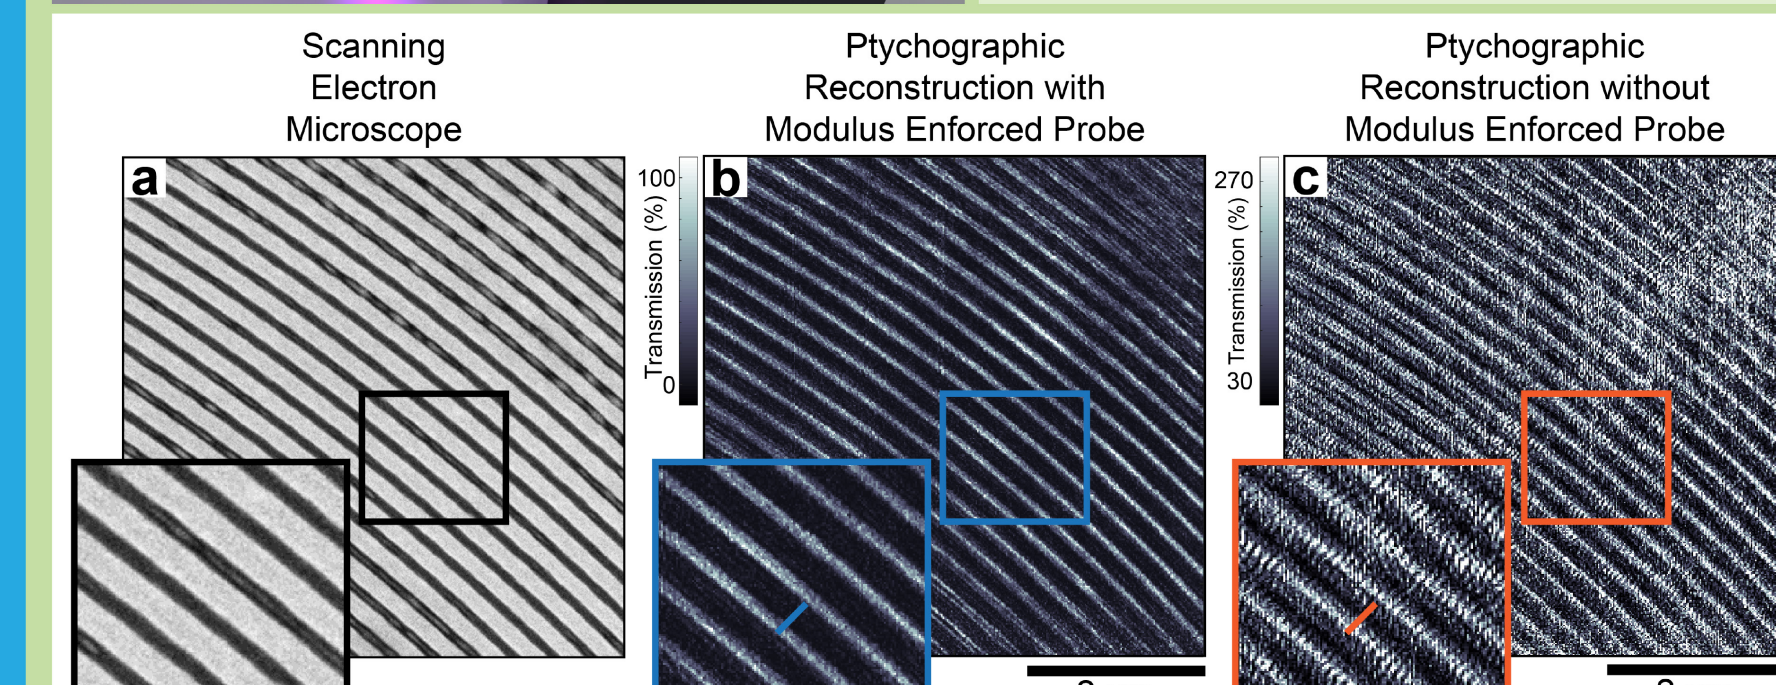 Scanning
Electron
Microscope
Ptychographic
Reconstruction with
Modulus Enforced Probe
Ptychographic
Reconstruction without
Modulus Enforced Probe
a
100
Transmission (%)
0
b
270
Transmission (%)
30
c